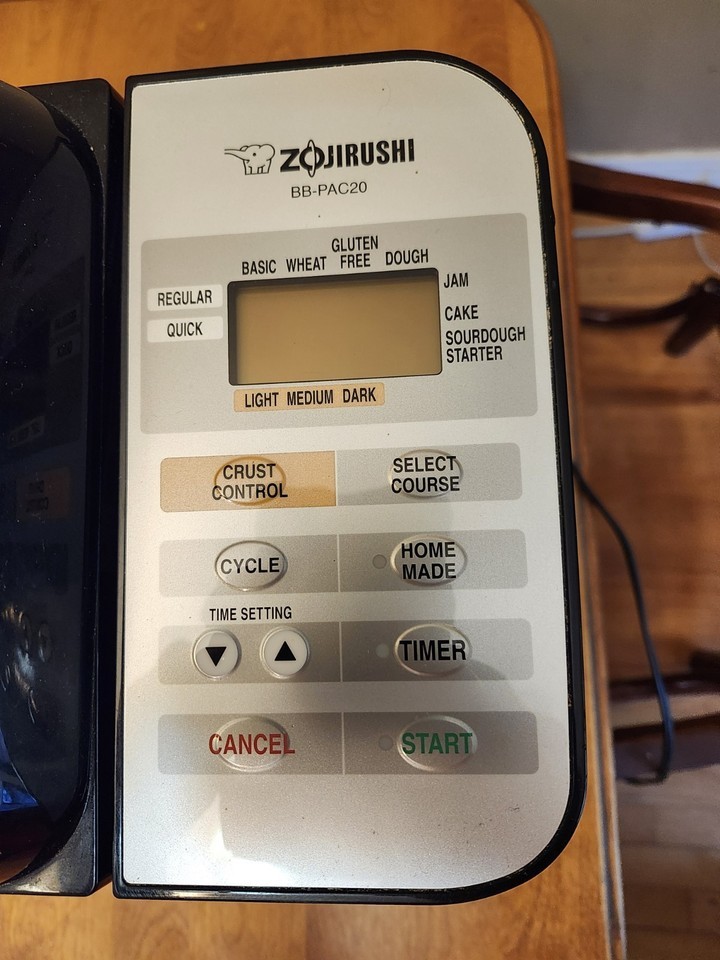 ZOJIRUSHI
BB-PAC20
GLUTEN
BASIC WHEAT FREE DOUGH
JAM
REGULAR
CAKE
QUICK
SOURDOUGH
STARTER
LIGHT MEDIUM DARK
CRUST
CONTROL
SELECT
COURSE
CYCLE
HOME
MADE
TIME SETTING
TIMER
CANCEL
START